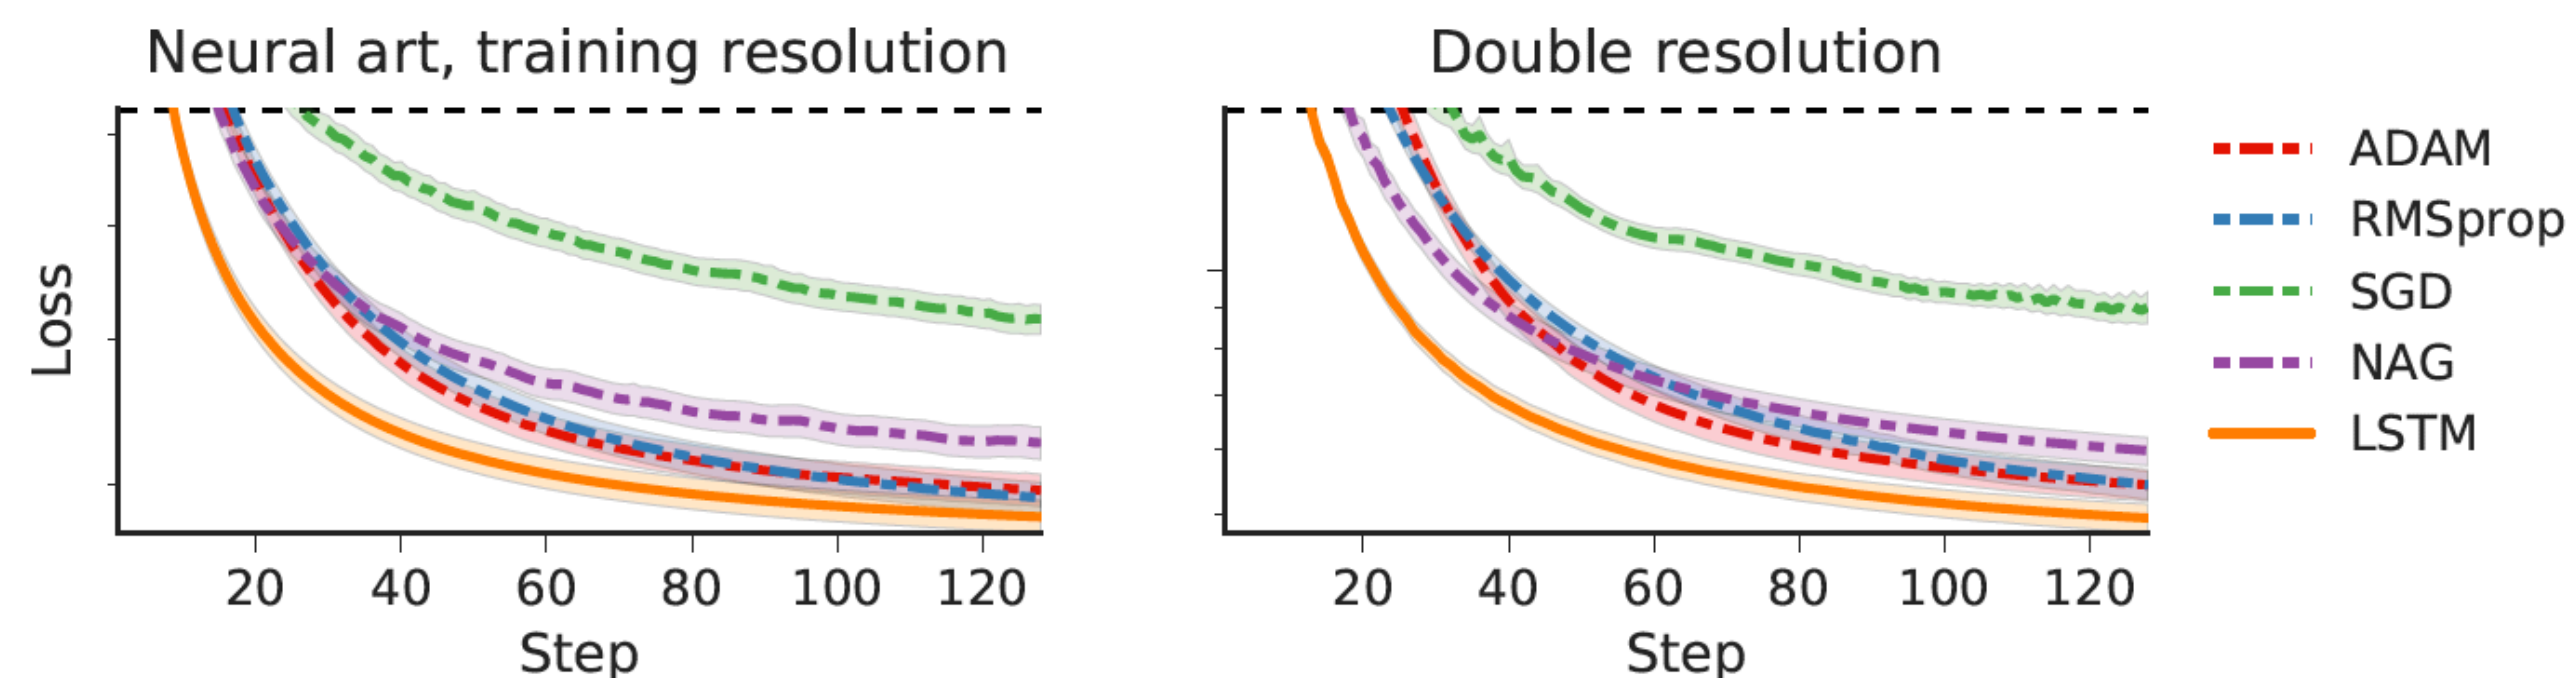 Neural art, training resolution
Loss
20 40 60 80 100 120
Step
Double resolution
20 40 60 80 100 120
Step
ADAM
RMSprop
SGD
NAG
LSTM